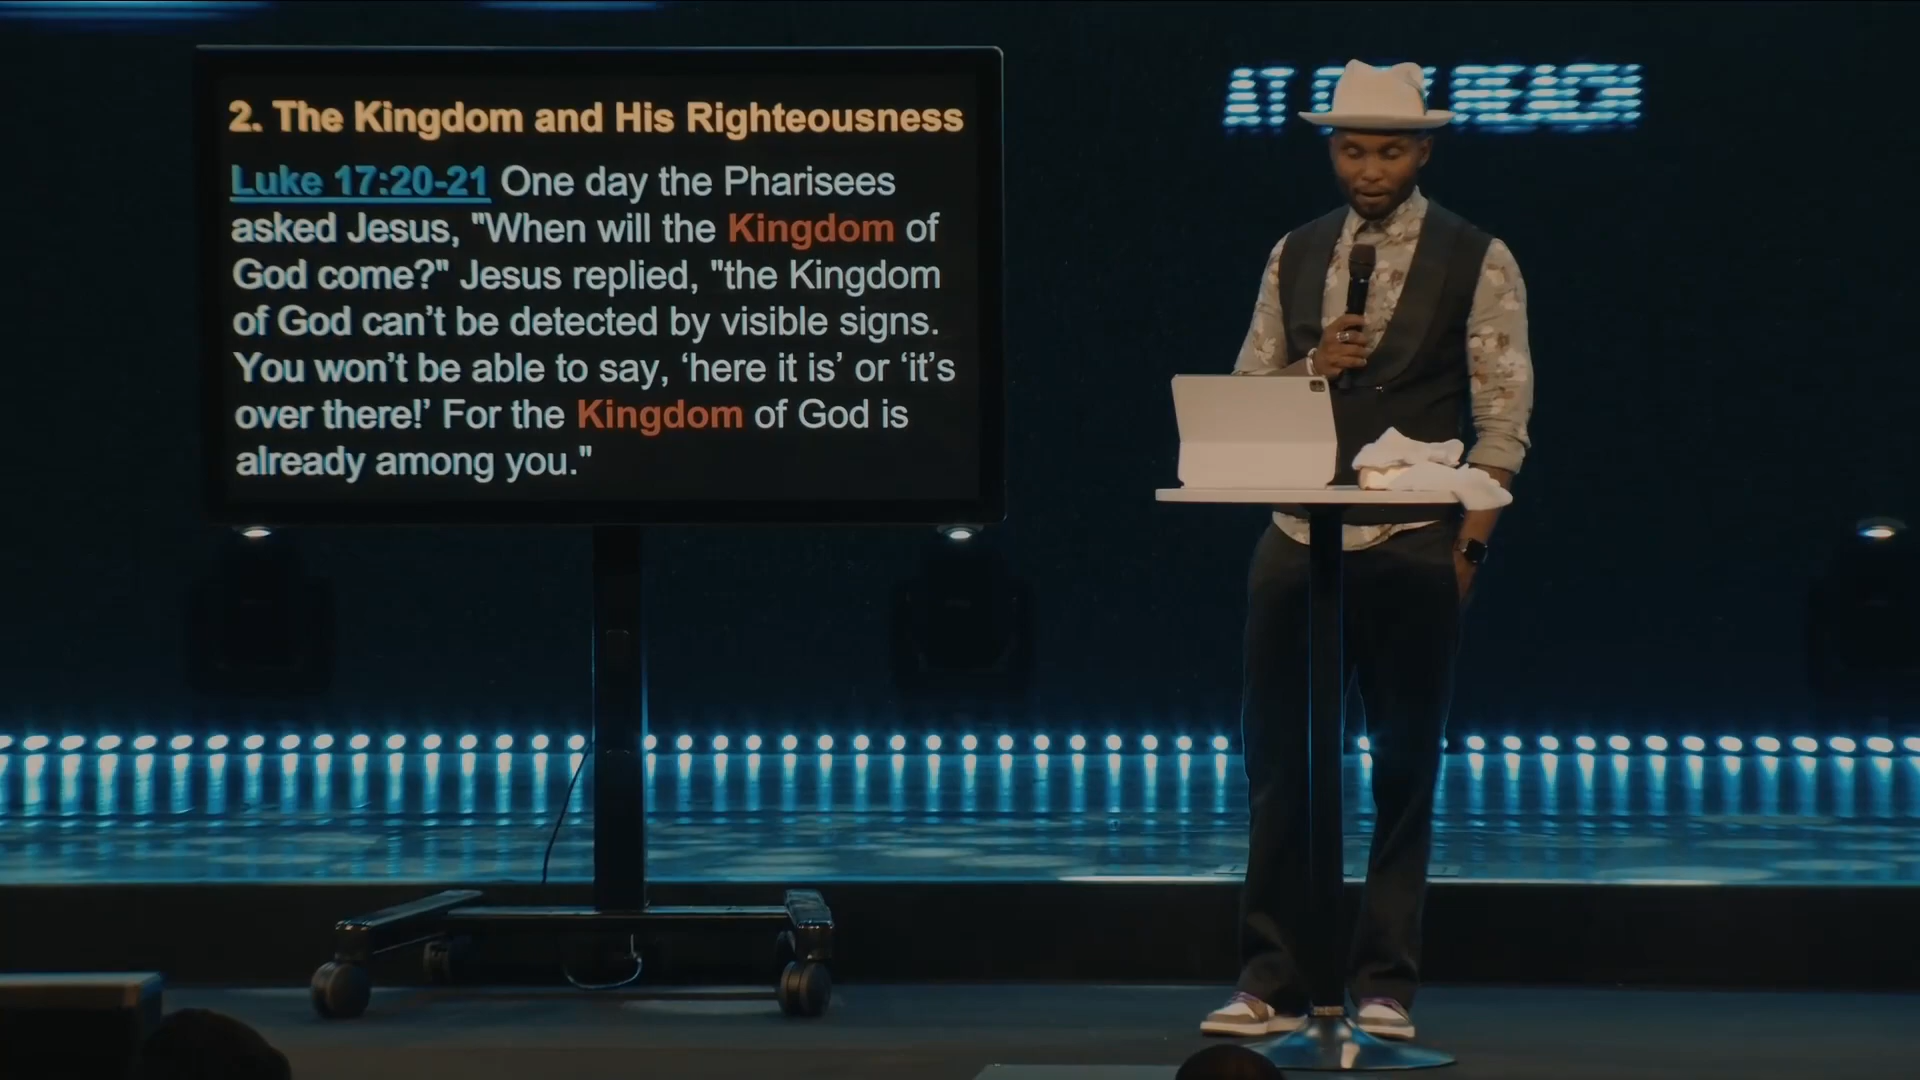 2. The Kingdom and His Righteousness
Luke 17:20-21 One day the Pharisees
asked Jesus, "When will the Kingdom of
God come?" Jesus replied, "the Kingdom
of God can’t be detected by visible signs.
You won’t be able to say, ‘here it is’ or ‘it’s
over there!’ For the Kingdom of God is
already among you."
AT REACH